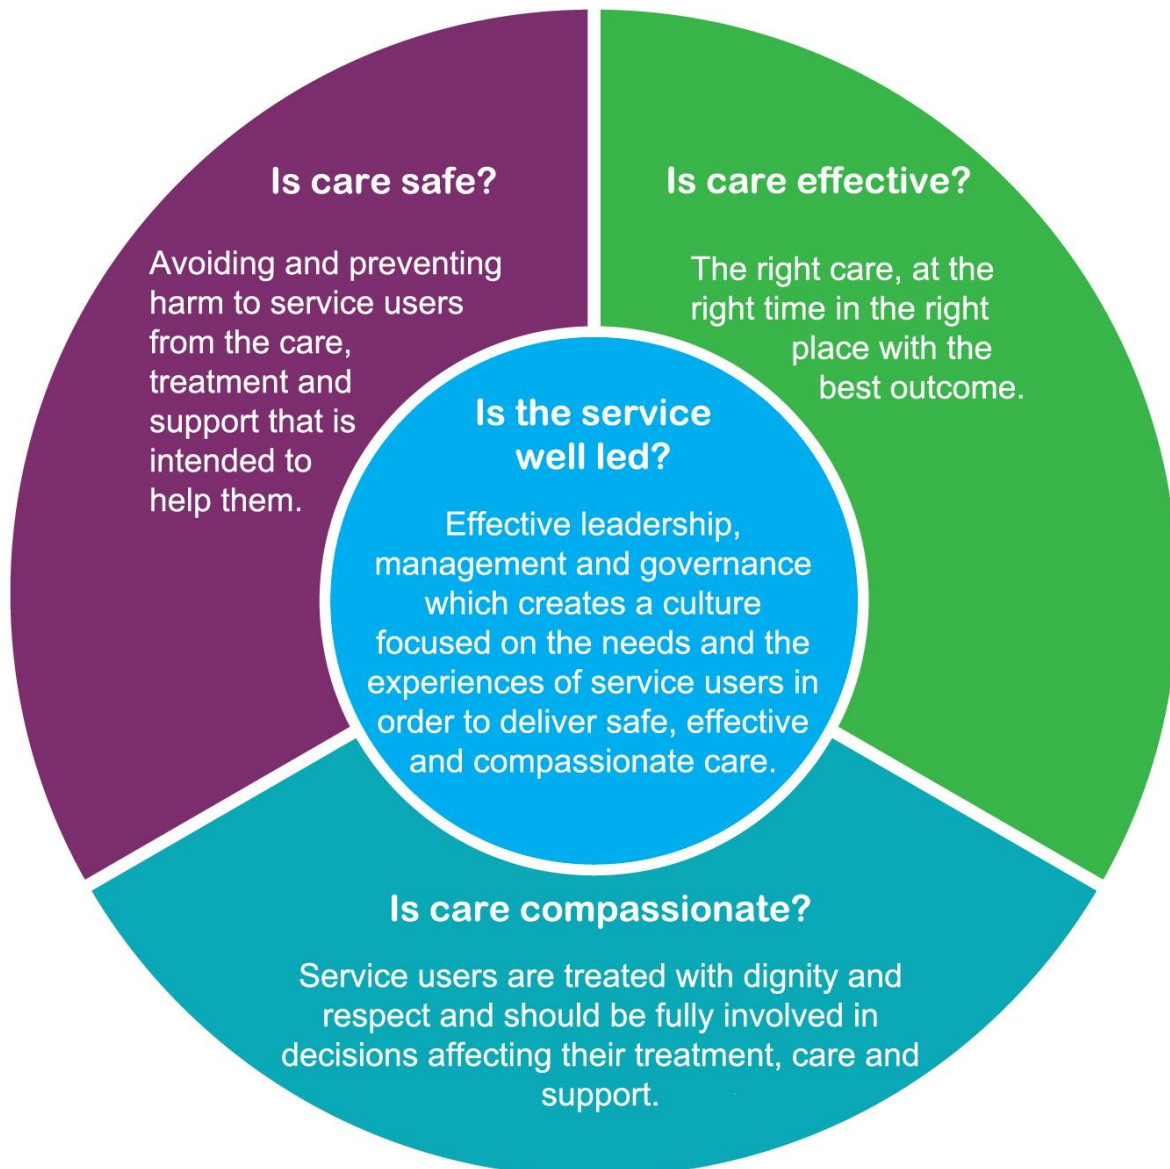 Is care safe?
Avoiding and preventing
harm to service users
from the care,
treatment and
support that is
intended to
help them.
Is care effective?
The right care, at the
right time in the right
place with the
best outcome.
Is the service
well led?
Effective leadership,
management and governance
which creates a culture
focused on the needs and the
experiences of service users in
order to deliver safe, effective
and compassionate care.
Is care compassionate?
Service users are treated with dignity and
respect and should be fully involved in
decisions affecting their treatment, care and
support.